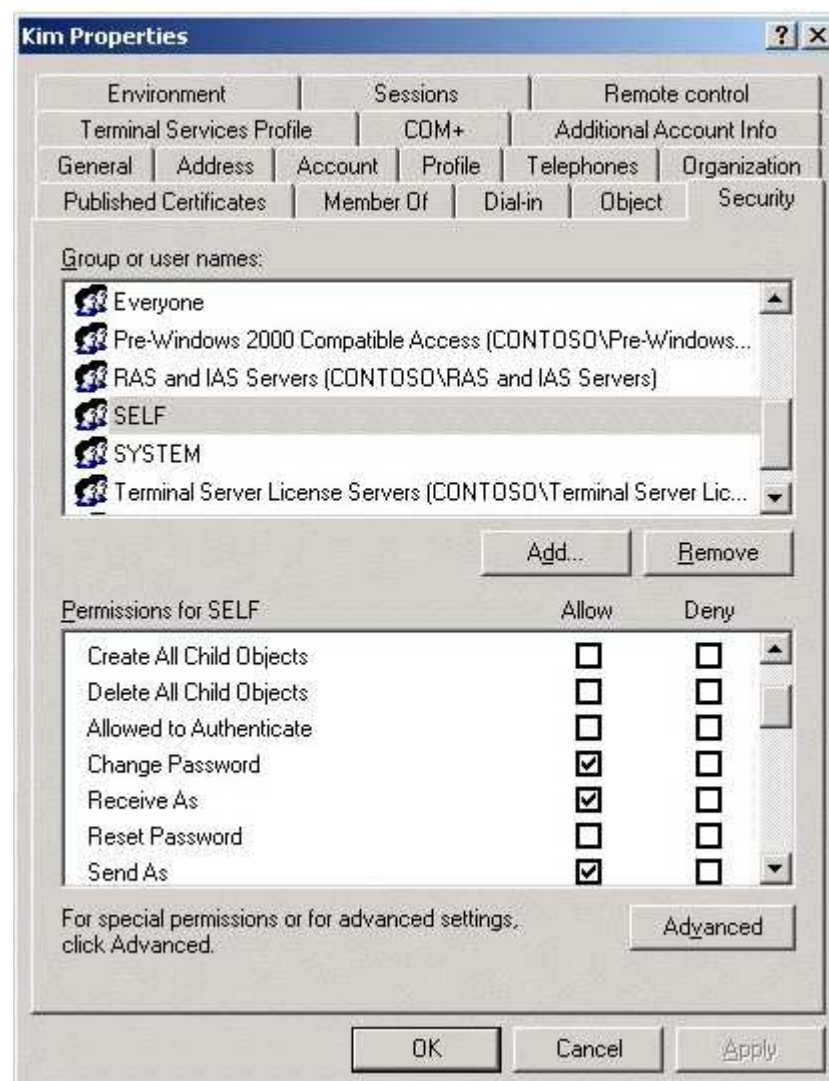 Kim Properties
Environment Sessions Remote control
Terminal Services Profile COM+ Additional Account Info
General Address Account Profile Telephones Organization
Published Certificates Member Of Dial-in Object Security
Group or user names:
Everyone
Pre-Windows 2000 Compatible Access (CONTOSO\Pre-Windows...
RAS and IAS Servers (CONTOSO\RAS and IAS Servers)
SELF
SYSTEM
Terminal Server License Servers (CONTOSO\Terminal Server Lic...
Add... Remove
Permissions for SELF Allow Deny
Create All Child Objects
Delete All Child Objects
Allowed to Authenticate
Change Password
Receive As
Reset Password
Send As
For special permissions or for advanced settings,
click Advanced.
Advanced
OK Cancel Apply